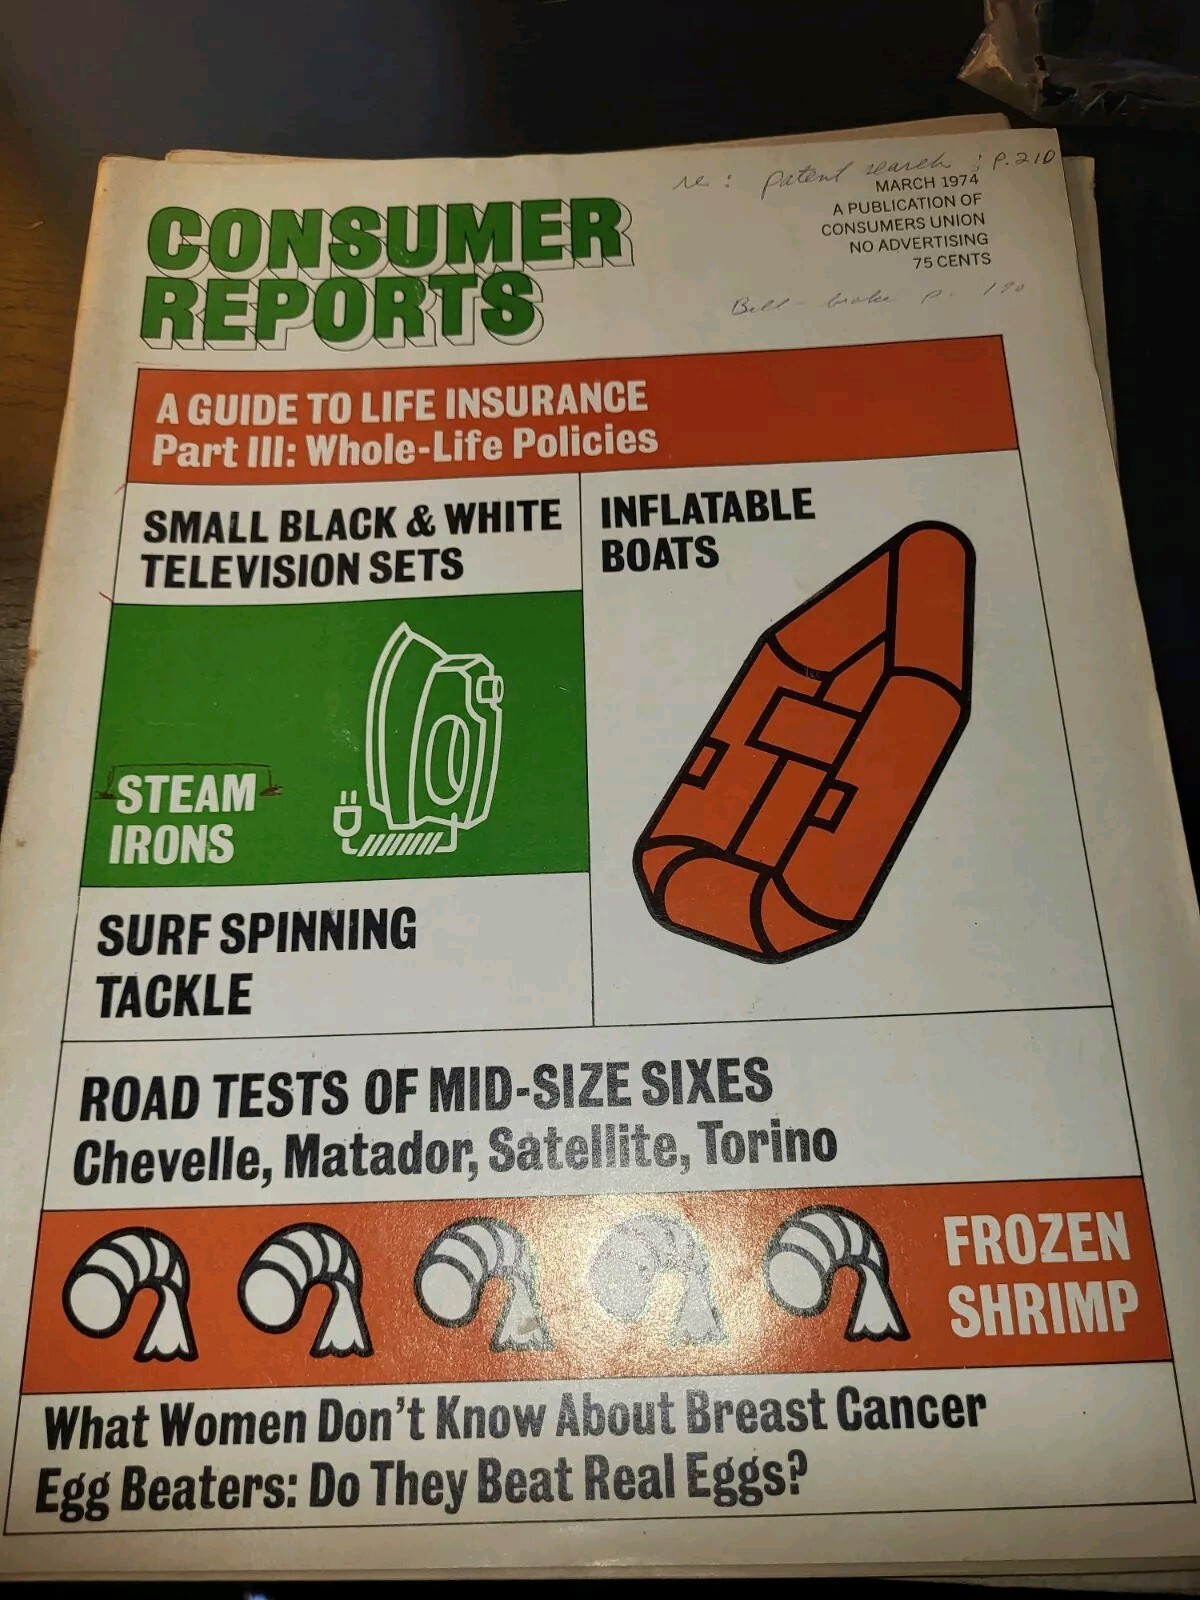 re: patent search; p.210
MARCH 1974
A PUBLICATION OF
CONSUMERS UNION
NO ADVERTISING
75 CENTS
CONSUMER
REPORTS
Bill - brake p. 190
A GUIDE TO LIFE INSURANCE
Part III: Whole-Life Policies
SMALL BLACK & WHITE
TELEVISION SETS
INFLATABLE
BOATS
STEAM
IRONS
SURF SPINNING
TACKLE
ROAD TESTS OF MID-SIZE SIXES
Chevelle, Matador, Satellite, Torino
FROZEN
SHRIMP
What Women Don't Know About Breast Cancer
Egg Beaters: Do They Beat Real Eggs?